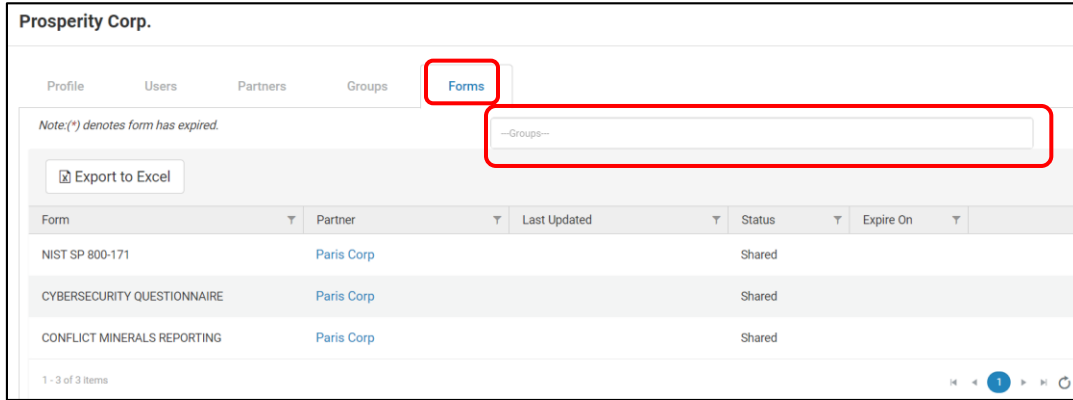 Prosperity Corp.
Profile Users Partners Groups Forms
Note:(*) denotes form has expired.
---Groups---
Export to Excel
Form Partner Last Updated Status Expire On
NIST SP 800-171 Paris Corp Shared
CYBERSECURITY QUESTIONNAIRE Paris Corp Shared
CONFLICT MINERALS REPORTING Paris Corp Shared
1 - 3 of 3 items 1